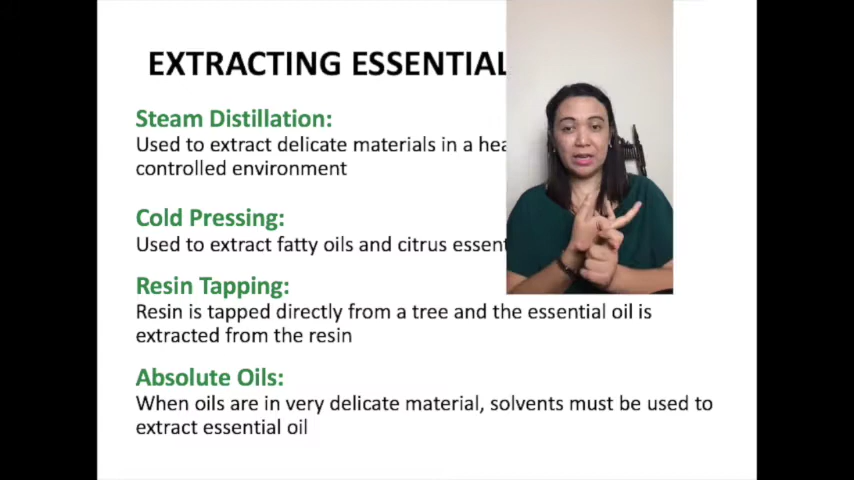 EXTRACTING ESSENTIAL
Steam Distillation:
Used to extract delicate materials in a
controlled environment
Cold Pressing:
Used to extract fatty oils and citrus
Resin Tapping:
Resin is tapped directly from a tree and the essential oil is
extracted from the resin
Absolute Oils:
When oils are in very delicate material, solvents must be used to
extract essential oil